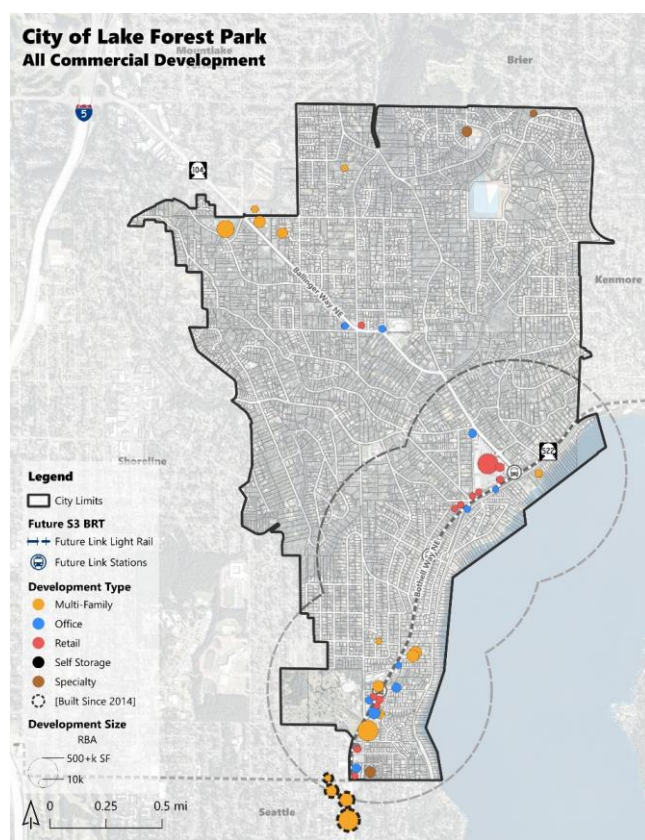 City of Lake Forest Park
All Commercial Development
Mountlake
Brier
5
104
Ballinger Way NE
Kenmore
Shoreline
522
Bothell Way NE
Legend
City Limits
Future S3 BRT
Future Link Light Rail
Future Link Stations
Development Type
Multi-Family
Office
Retail
Self Storage
Specialty
[Built Since 2014]
Development Size
RBA
500+k SF
10k
0 0.25 0.5 mi
Seattle